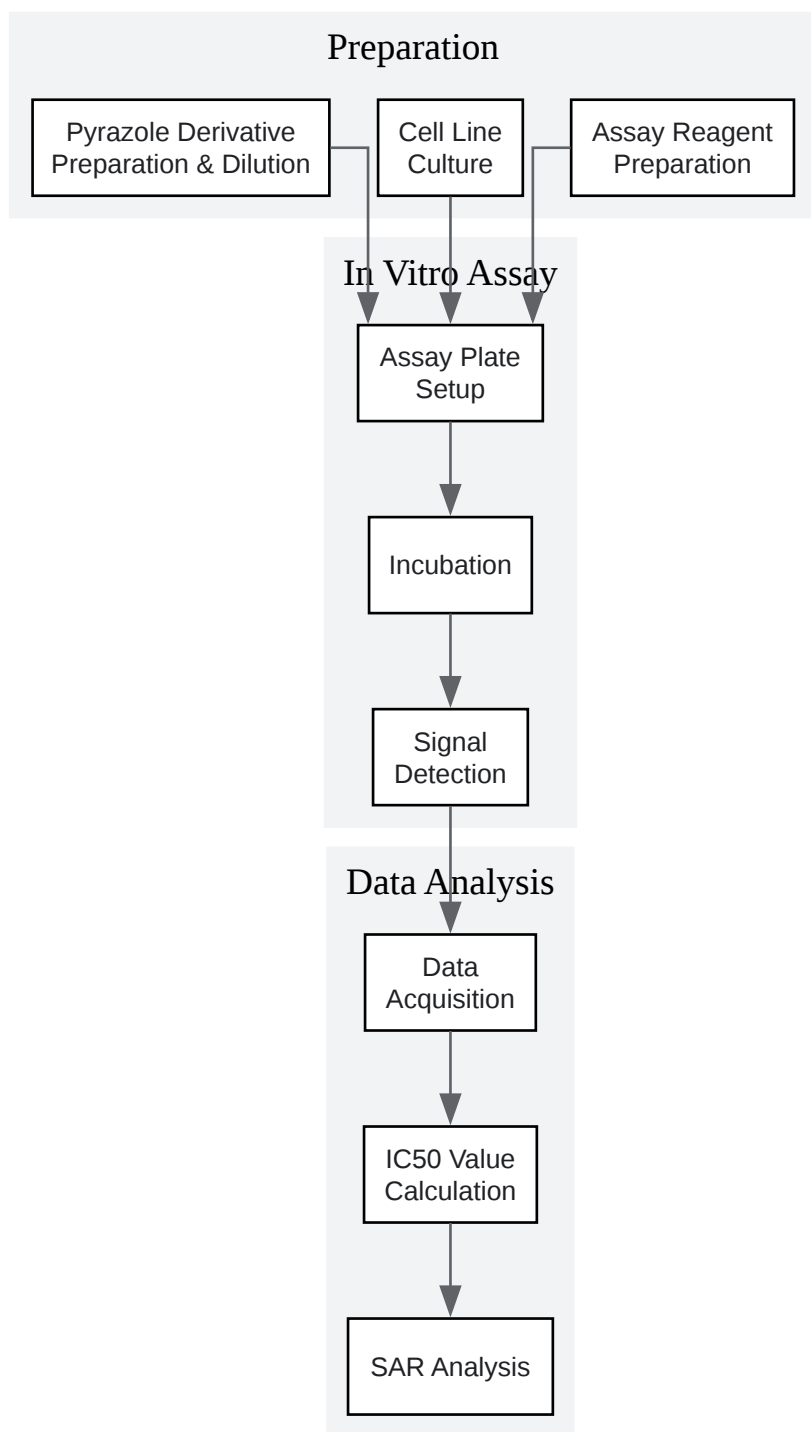 Preparation
Pyrazole Derivative
Preparation & Dilution
Cell Line
Culture
Assay Reagent
Preparation
In Vitro Assay
Assay Plate
Setup
Incubation
Signal
Detection
Data Analysis
Data
Acquisition
IC50 Value
Calculation
SAR Analysis